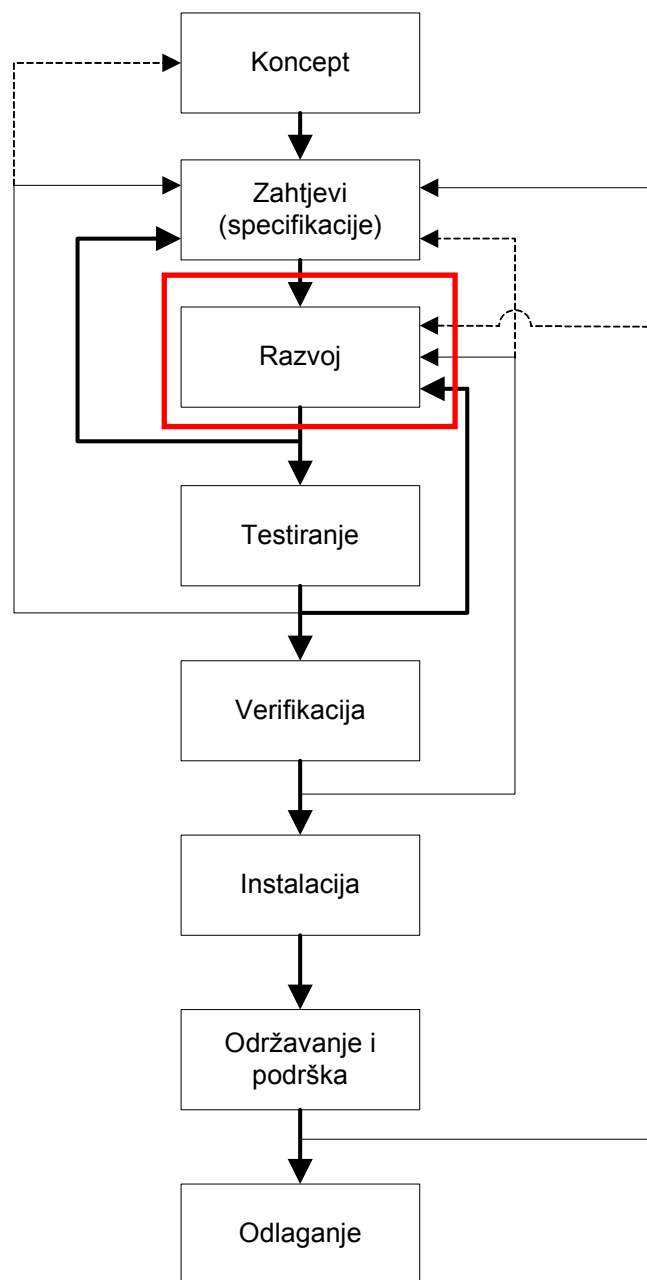 Koncept
Zahtjevi
(specifikacije)
Razvoj
Testiranje
Verifikacija
Instalacija
Održavanje i
podrška
Odlaganje